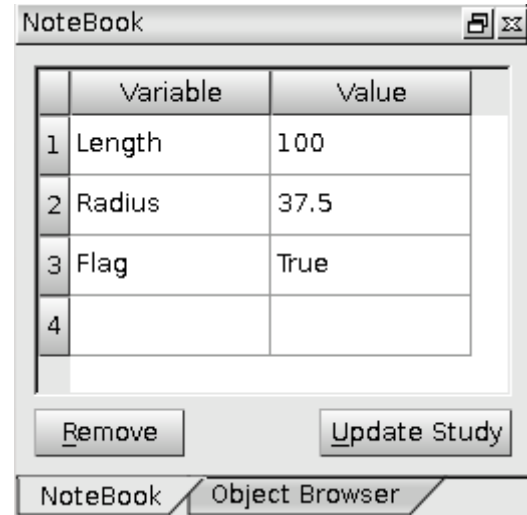 NoteBook
Variable Value
1 Length 100
2 Radius 37.5
3 Flag True
4
Remove Update Study
NoteBook Object Browser